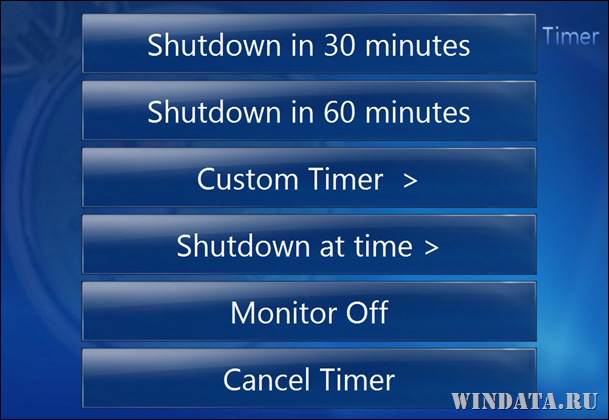 Timer
Shutdown in 30 minutes
Shutdown in 60 minutes
Custom Timer >
Shutdown at time >
Monitor Off
Cancel Timer
WINDATA.RU